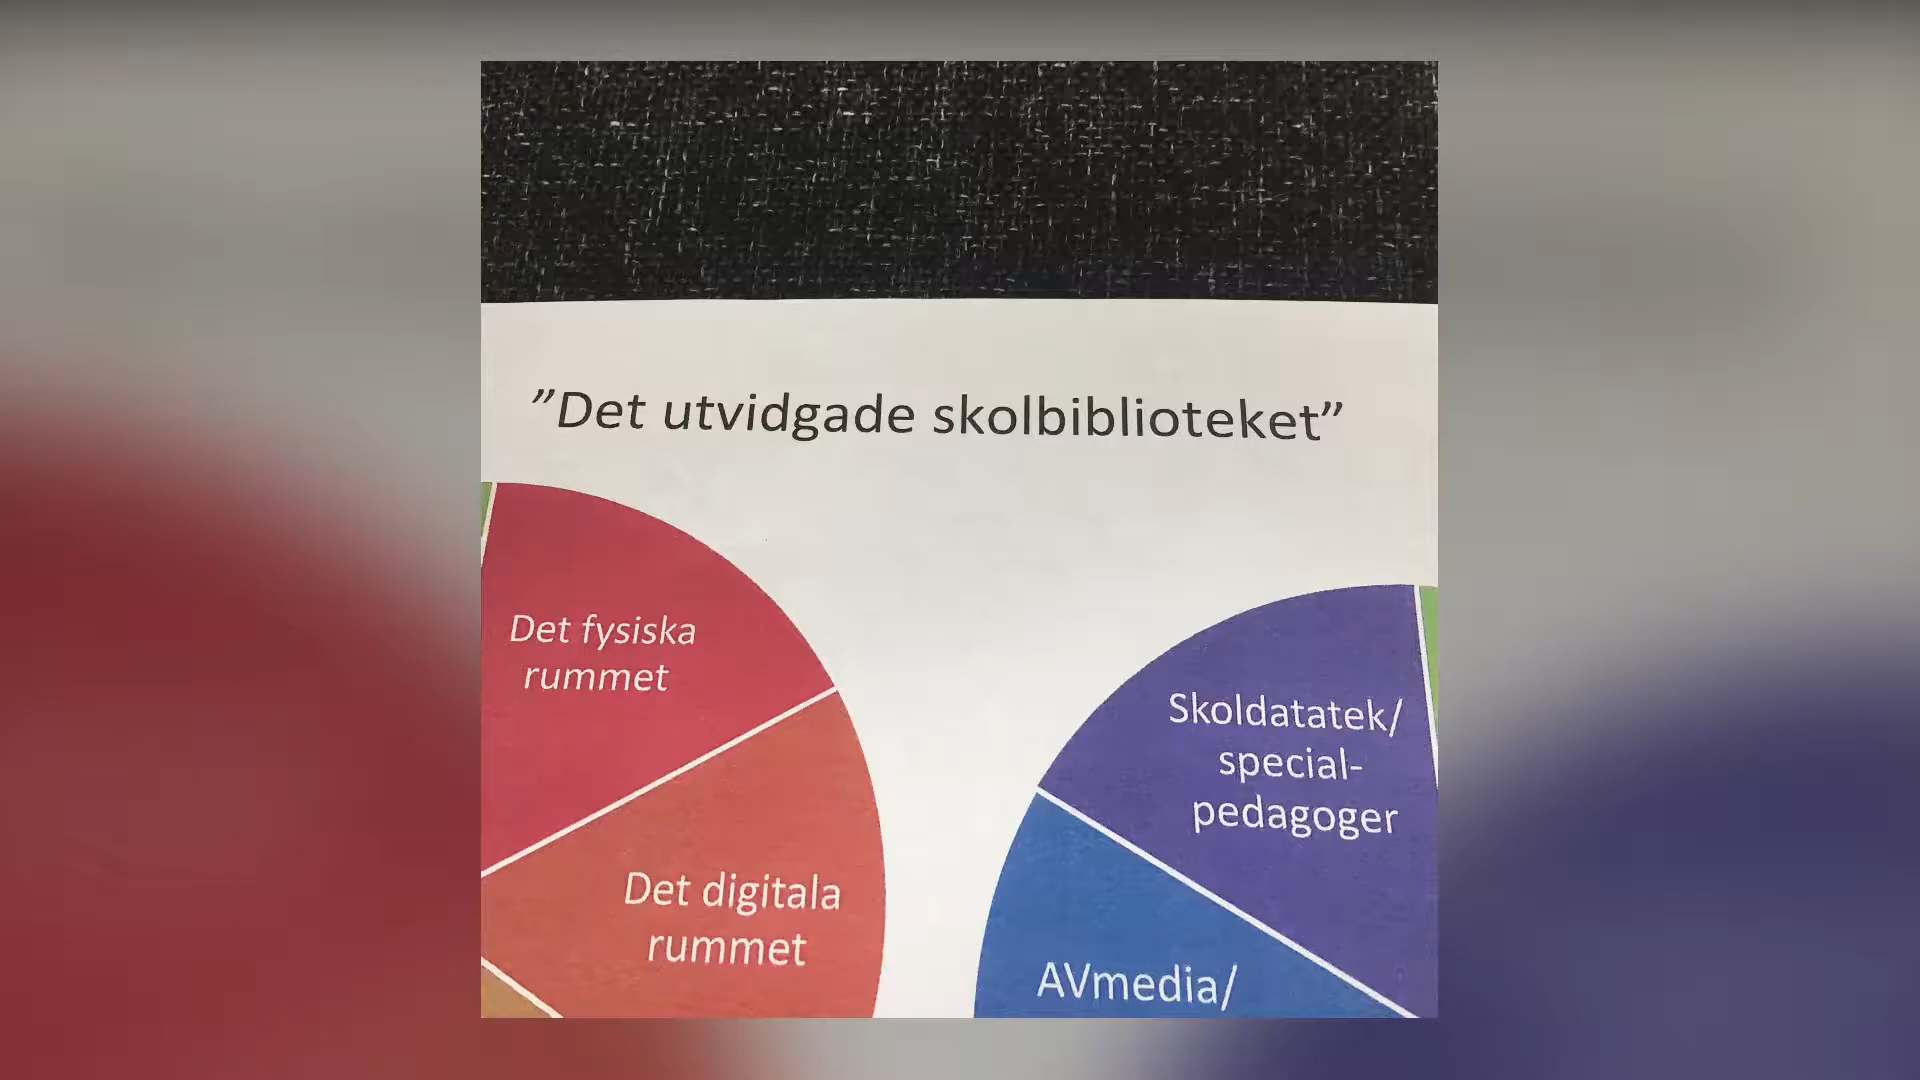 ”Det utvidgade skolbiblioteket”
Det fysiska
rummet
Det digitala
rummet
Skoldatatek/
special-
pedagoger
AVmedia/